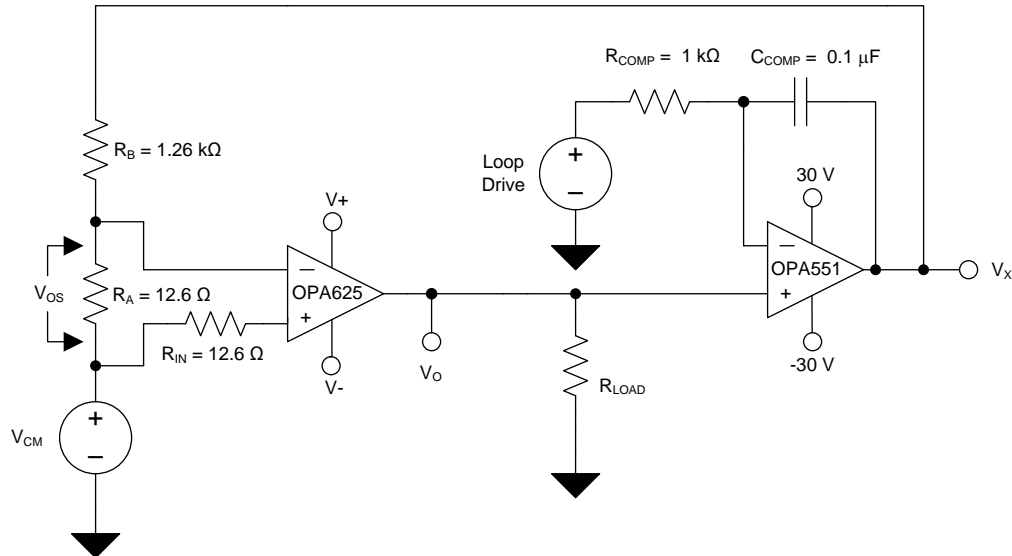 R_COMP = 1 kΩ
C_COMP = 0.1 μF
R_B = 1.26 kΩ
Loop
Drive
+
−
30 V
V+
−
OPA551
+
V_X
−
OPA625
+
V_OS
R_A = 12.6 Ω
R_IN = 12.6 Ω
V-
V_O
-30 V
R_LOAD
V_CM
+
−